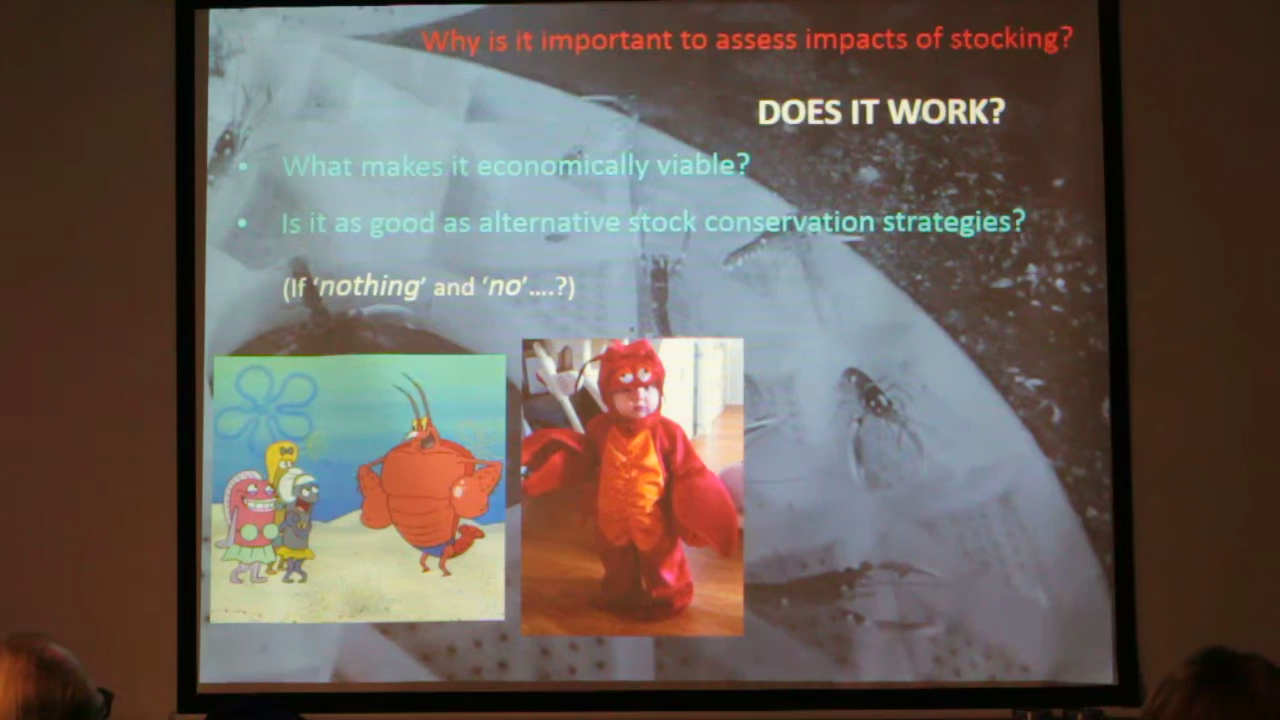 Why is it important to assess impacts of stocking?
DOES IT WORK?
• What makes it economically viable?
• Is it as good as alternative stock conservation strategies?
(If 'nothing' and 'no'....?)